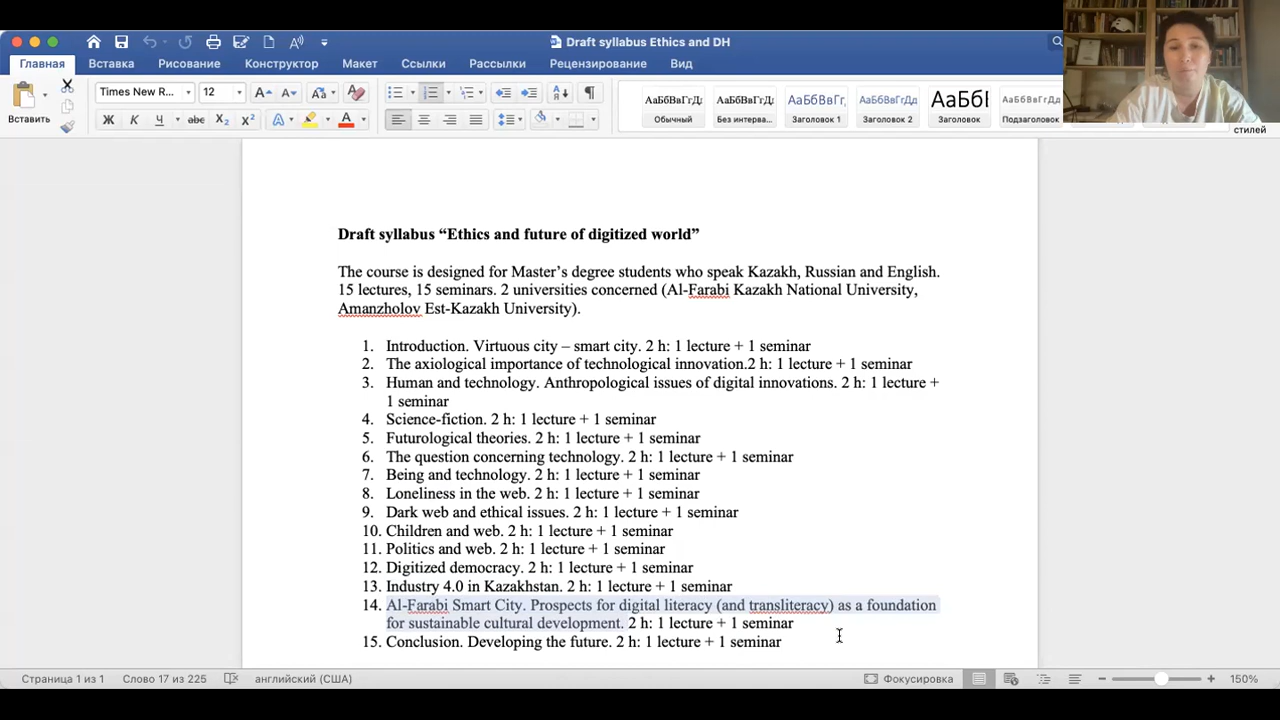 Draft syllabus Ethics and DH
Главная Вставка Рисование Конструктор Макет Ссылки Рассылки Рецензирование Вид
Times New R... 12
Вставить
Ж К Ч abc X₂ X²
АаБбВвГгДд АаБбВвГгДд АаБбВвГг АаБбВвГгДд АаБбВ АаБбВвГгДд
Обычный Без интерва... Заголовок 1 Заголовок 2 Заголовок Подзаголовок
стилей
Draft syllabus “Ethics and future of digitized world”
The course is designed for Master’s degree students who speak Kazakh, Russian and English.
15 lectures, 15 seminars. 2 universities concerned (Al-Farabi Kazakh National University,
Amanzholov Est-Kazakh University).
1. Introduction. Virtuous city – smart city. 2 h: 1 lecture + 1 seminar
2. The axiological importance of technological innovation.2 h: 1 lecture + 1 seminar
3. Human and technology. Anthropological issues of digital innovations. 2 h: 1 lecture +
1 seminar
4. Science-fiction. 2 h: 1 lecture + 1 seminar
5. Futurological theories. 2 h: 1 lecture + 1 seminar
6. The question concerning technology. 2 h: 1 lecture + 1 seminar
7. Being and technology. 2 h: 1 lecture + 1 seminar
8. Loneliness in the web. 2 h: 1 lecture + 1 seminar
9. Dark web and ethical issues. 2 h: 1 lecture + 1 seminar
10. Children and web. 2 h: 1 lecture + 1 seminar
11. Politics and web. 2 h: 1 lecture + 1 seminar
12. Digitized democracy. 2 h: 1 lecture + 1 seminar
13. Industry 4.0 in Kazakhstan. 2 h: 1 lecture + 1 seminar
14. Al-Farabi Smart City. Prospects for digital literacy (and transliteracy) as a foundation
for sustainable cultural development. 2 h: 1 lecture + 1 seminar
15. Conclusion. Developing the future. 2 h: 1 lecture + 1 seminar
Страница 1 из 1 Слово 17 из 225 английский (США) Фокусировка 150%